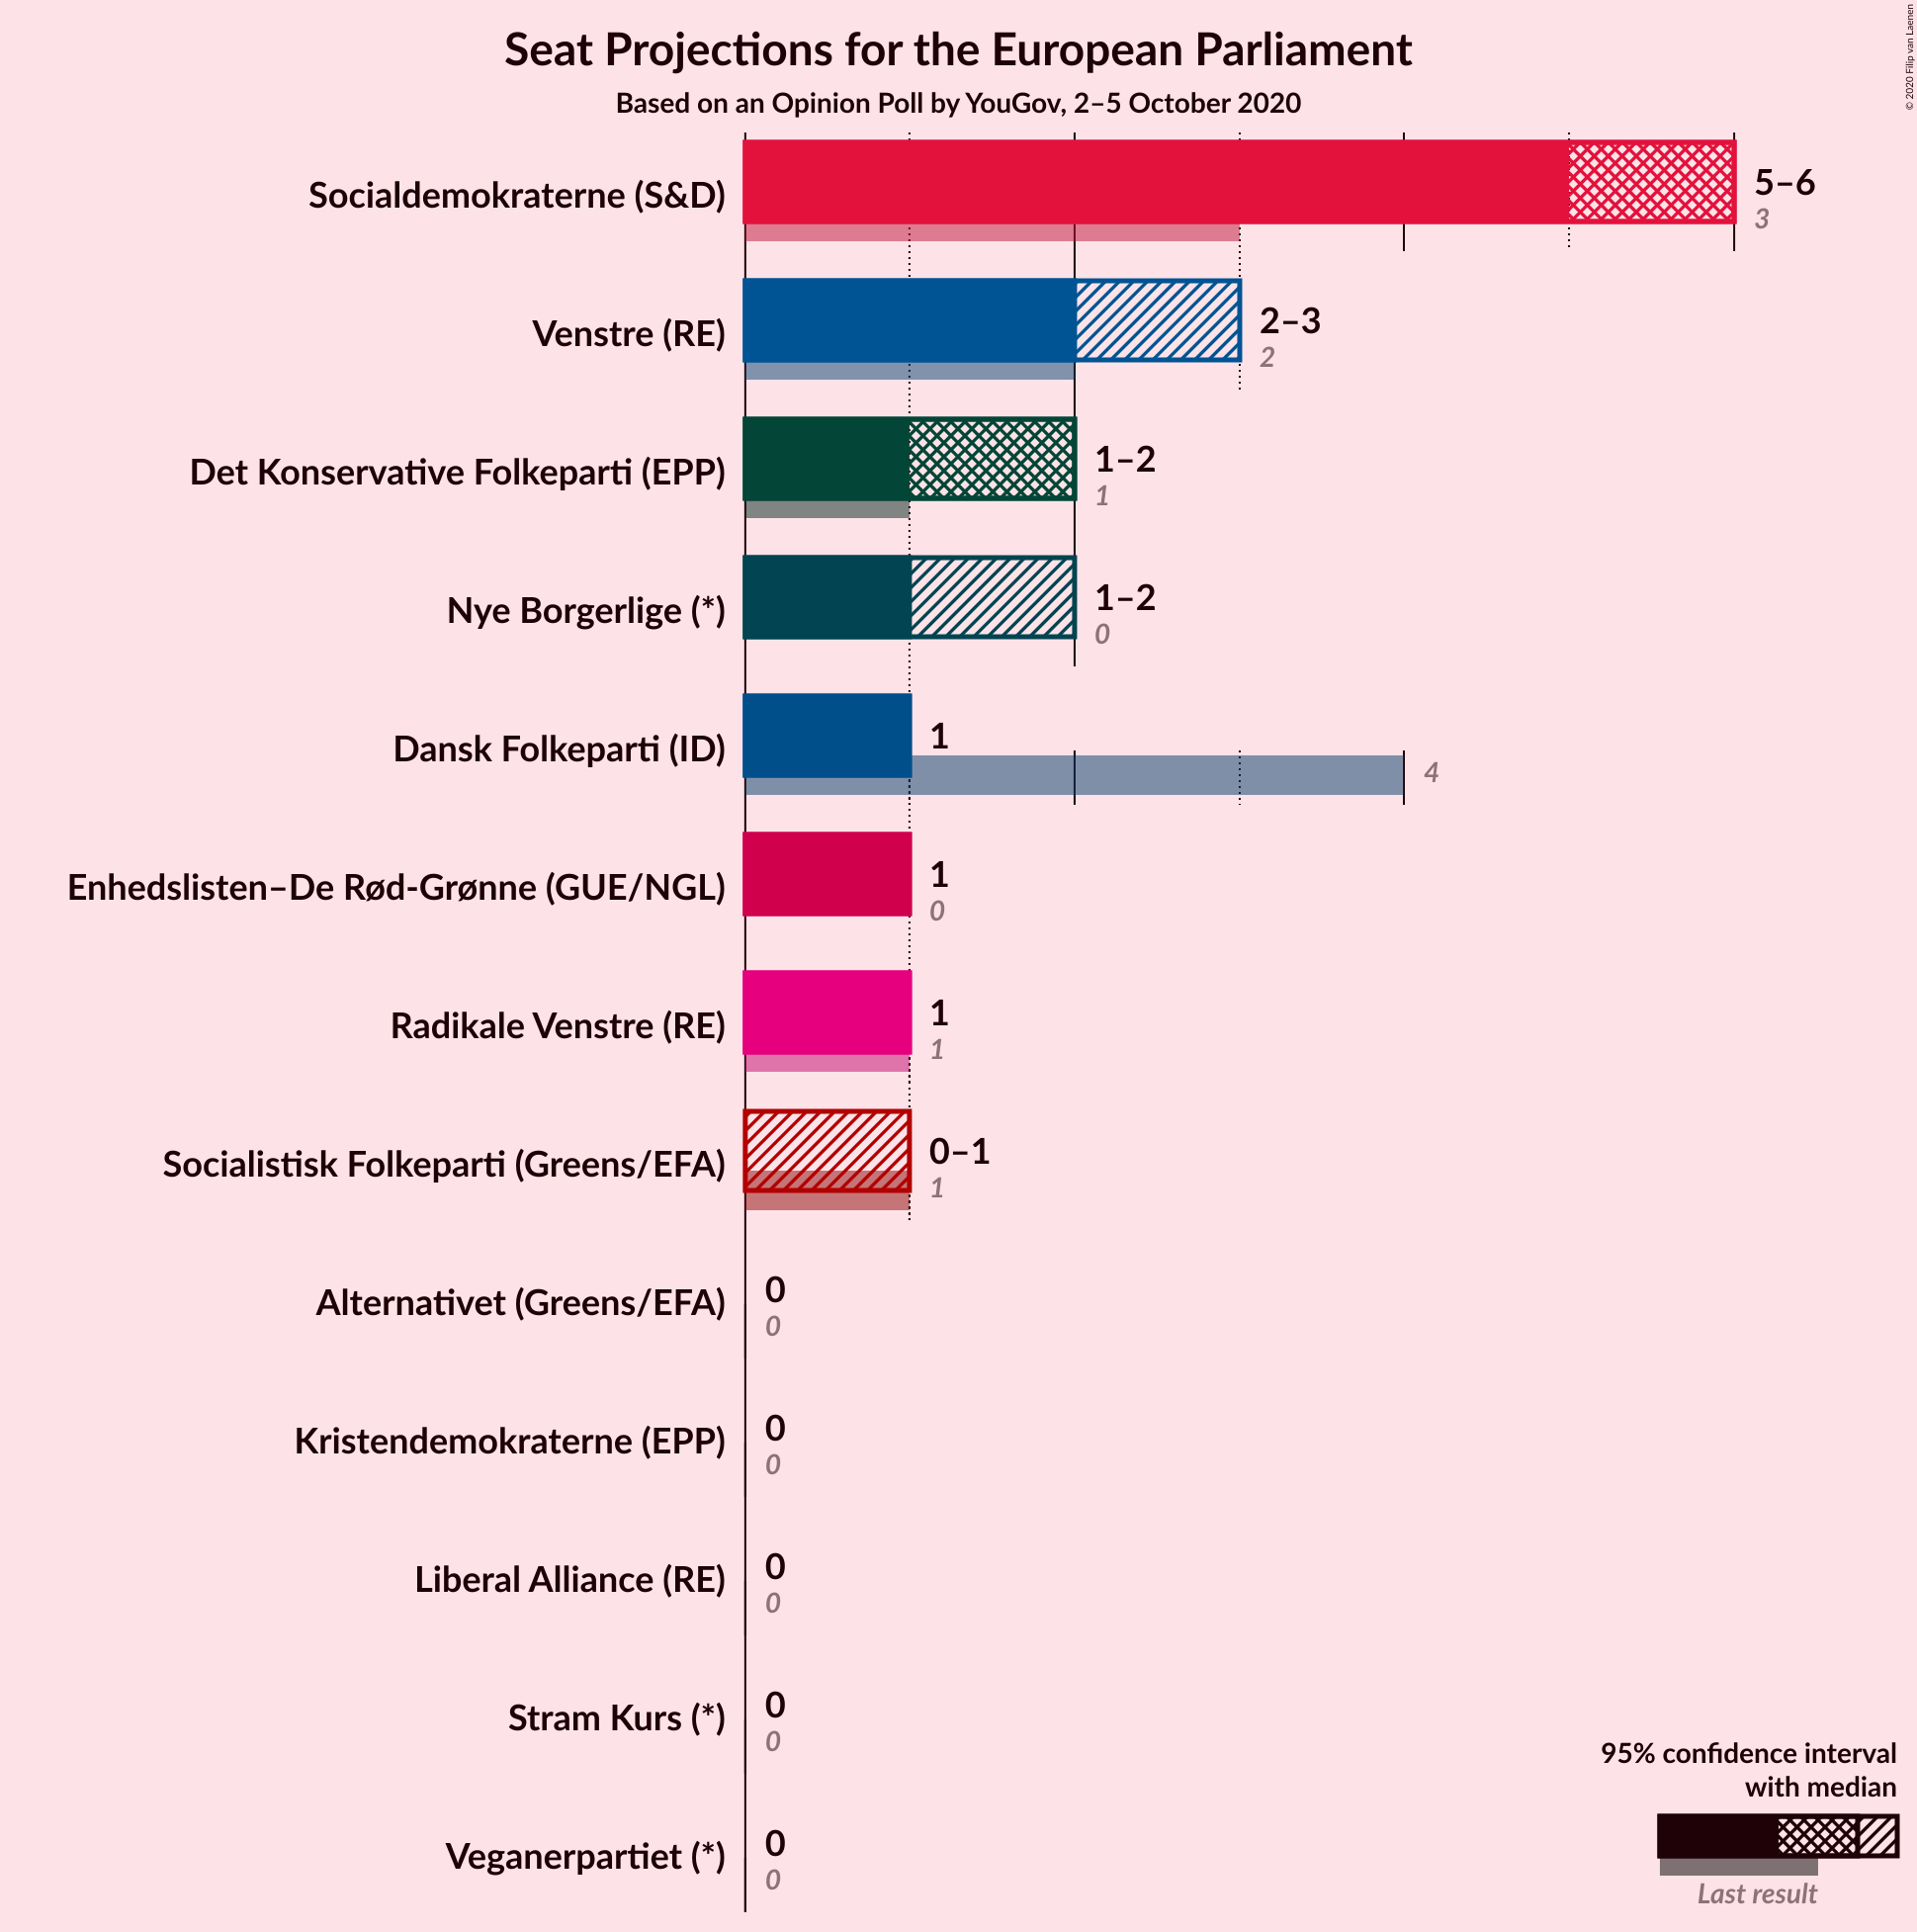 Seat Projections for the European Parliament
Based on an Opinion Poll by YouGov, 2–5 October 2020
© 2020 Filip van Laenen
Socialdemokraterne (S&D)
5–6
3
Venstre (RE)
2–3
2
Det Konservative Folkeparti (EPP)
1–2
1
Nye Borgerlige (*)
1–2
0
Dansk Folkeparti (ID)
1
4
Enhedslisten–De Rød-Grønne (GUE/NGL)
1
0
Radikale Venstre (RE)
1
1
Socialistisk Folkeparti (Greens/EFA)
0–1
1
Alternativet (Greens/EFA)
0
0
Kristendemokraterne (EPP)
0
0
Liberal Alliance (RE)
0
0
Stram Kurs (*)
0
0
Veganerpartiet (*)
0
0
95% confidence interval
with median
Last result